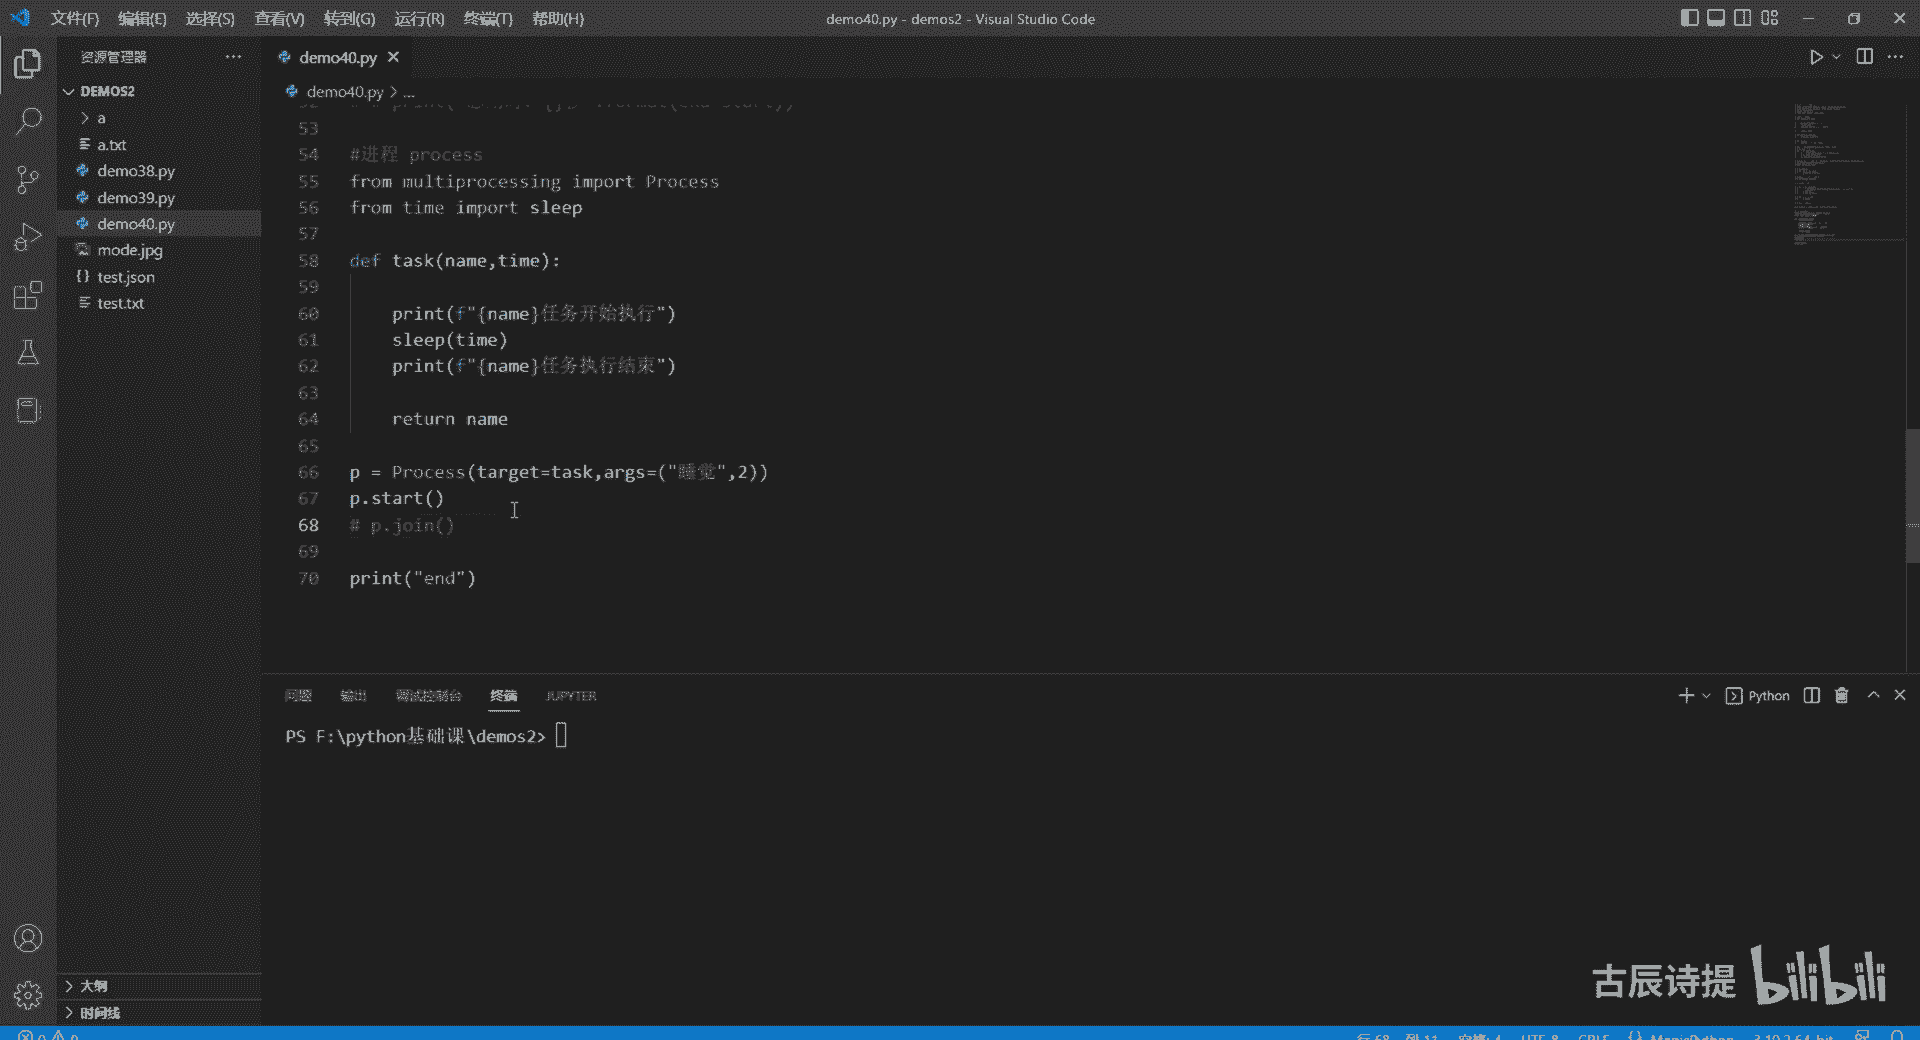 文件(F) 编辑(E) 选择(S) 查看(V) 转到(G) 运行(R) 终端(T) 帮助(H)
demo40.py - demos2 - Visual Studio Code
资源管理器
demo40.py
DEMOS2
demo40.py > ...
a
a.txt
demo38.py
demo39.py
demo40.py
mode.jpg
{} test.json
test.txt
53
54 #进程 process
55 from multiprocessing import Process
56 from time import sleep
57
58 def task(name,time):
59
60 print(f"{name}任务开始执行")
61 sleep(time)
62 print(f"{name}任务执行结束")
63
64 return name
65
66 p = Process(target=task,args=("睡觉",2))
67 p.start()
68 # p.join()
69
70 print("end")
问题 输出 调试控制台 终端 JUPYTER
Python
PS F:\python基础课\demos2>
大纲
时间线
古辰诗提 bilibili